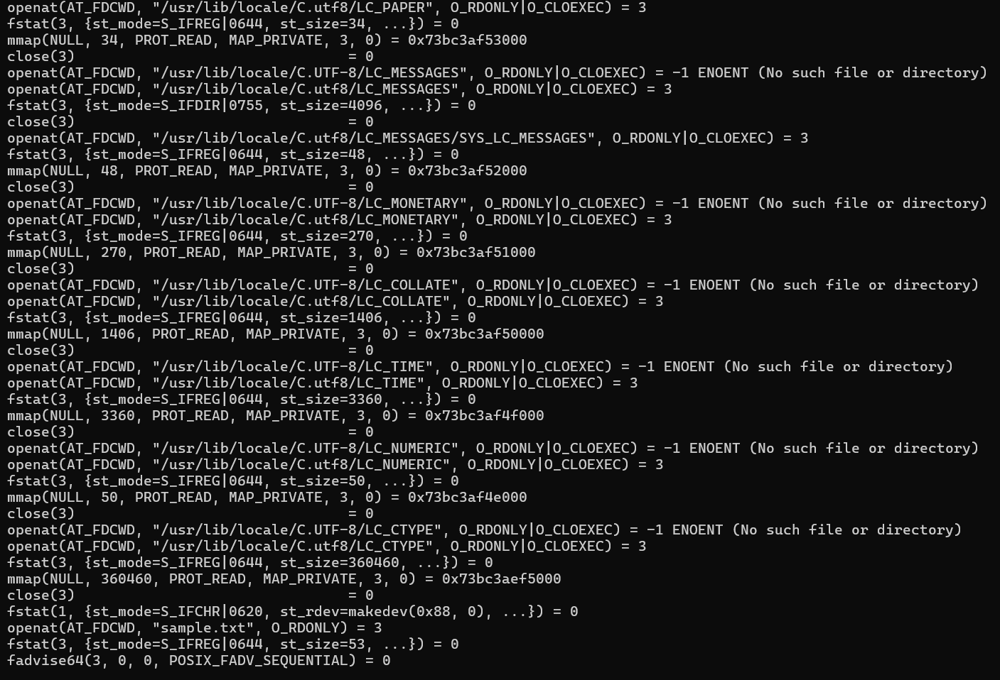 openat(AT_FDCWD, "/usr/lib/locale/C.utf8/LC_PAPER", O_RDONLY|O_CLOEXEC) = 3
fstat(3, {st_mode=S_IFREG|0644, st_size=34, ...}) = 0
mmap(NULL, 34, PROT_READ, MAP_PRIVATE, 3, 0) = 0x73bc3af53000
close(3)                                = 0
openat(AT_FDCWD, "/usr/lib/locale/C.UTF-8/LC_MESSAGES", O_RDONLY|O_CLOEXEC) = -1 ENOENT (No such file or directory)
openat(AT_FDCWD, "/usr/lib/locale/C.utf8/LC_MESSAGES", O_RDONLY|O_CLOEXEC) = 3
fstat(3, {st_mode=S_IFDIR|0755, st_size=4096, ...}) = 0
close(3)                                = 0
openat(AT_FDCWD, "/usr/lib/locale/C.utf8/LC_MESSAGES/SYS_LC_MESSAGES", O_RDONLY|O_CLOEXEC) = 3
fstat(3, {st_mode=S_IFREG|0644, st_size=48, ...}) = 0
mmap(NULL, 48, PROT_READ, MAP_PRIVATE, 3, 0) = 0x73bc3af52000
close(3)                                = 0
openat(AT_FDCWD, "/usr/lib/locale/C.UTF-8/LC_MONETARY", O_RDONLY|O_CLOEXEC) = -1 ENOENT (No such file or directory)
openat(AT_FDCWD, "/usr/lib/locale/C.utf8/LC_MONETARY", O_RDONLY|O_CLOEXEC) = 3
fstat(3, {st_mode=S_IFREG|0644, st_size=270, ...}) = 0
mmap(NULL, 270, PROT_READ, MAP_PRIVATE, 3, 0) = 0x73bc3af51000
close(3)                                = 0
openat(AT_FDCWD, "/usr/lib/locale/C.UTF-8/LC_COLLATE", O_RDONLY|O_CLOEXEC) = -1 ENOENT (No such file or directory)
openat(AT_FDCWD, "/usr/lib/locale/C.utf8/LC_COLLATE", O_RDONLY|O_CLOEXEC) = 3
fstat(3, {st_mode=S_IFREG|0644, st_size=1406, ...}) = 0
mmap(NULL, 1406, PROT_READ, MAP_PRIVATE, 3, 0) = 0x73bc3af50000
close(3)                                = 0
openat(AT_FDCWD, "/usr/lib/locale/C.UTF-8/LC_TIME", O_RDONLY|O_CLOEXEC) = -1 ENOENT (No such file or directory)
openat(AT_FDCWD, "/usr/lib/locale/C.utf8/LC_TIME", O_RDONLY|O_CLOEXEC) = 3
fstat(3, {st_mode=S_IFREG|0644, st_size=3360, ...}) = 0
mmap(NULL, 3360, PROT_READ, MAP_PRIVATE, 3, 0) = 0x73bc3af4f000
close(3)                                = 0
openat(AT_FDCWD, "/usr/lib/locale/C.UTF-8/LC_NUMERIC", O_RDONLY|O_CLOEXEC) = -1 ENOENT (No such file or directory)
openat(AT_FDCWD, "/usr/lib/locale/C.utf8/LC_NUMERIC", O_RDONLY|O_CLOEXEC) = 3
fstat(3, {st_mode=S_IFREG|0644, st_size=50, ...}) = 0
mmap(NULL, 50, PROT_READ, MAP_PRIVATE, 3, 0) = 0x73bc3af4e000
close(3)                                = 0
openat(AT_FDCWD, "/usr/lib/locale/C.UTF-8/LC_CTYPE", O_RDONLY|O_CLOEXEC) = -1 ENOENT (No such file or directory)
openat(AT_FDCWD, "/usr/lib/locale/C.utf8/LC_CTYPE", O_RDONLY|O_CLOEXEC) = 3
fstat(3, {st_mode=S_IFREG|0644, st_size=360460, ...}) = 0
mmap(NULL, 360460, PROT_READ, MAP_PRIVATE, 3, 0) = 0x73bc3aef5000
close(3)                                = 0
fstat(1, {st_mode=S_IFCHR|0620, st_rdev=makedev(0x88, 0), ...}) = 0
openat(AT_FDCWD, "sample.txt", O_RDONLY) = 3
fstat(3, {st_mode=S_IFREG|0644, st_size=53, ...}) = 0
fadvise64(3, 0, 0, POSIX_FADV_SEQUENTIAL) = 0